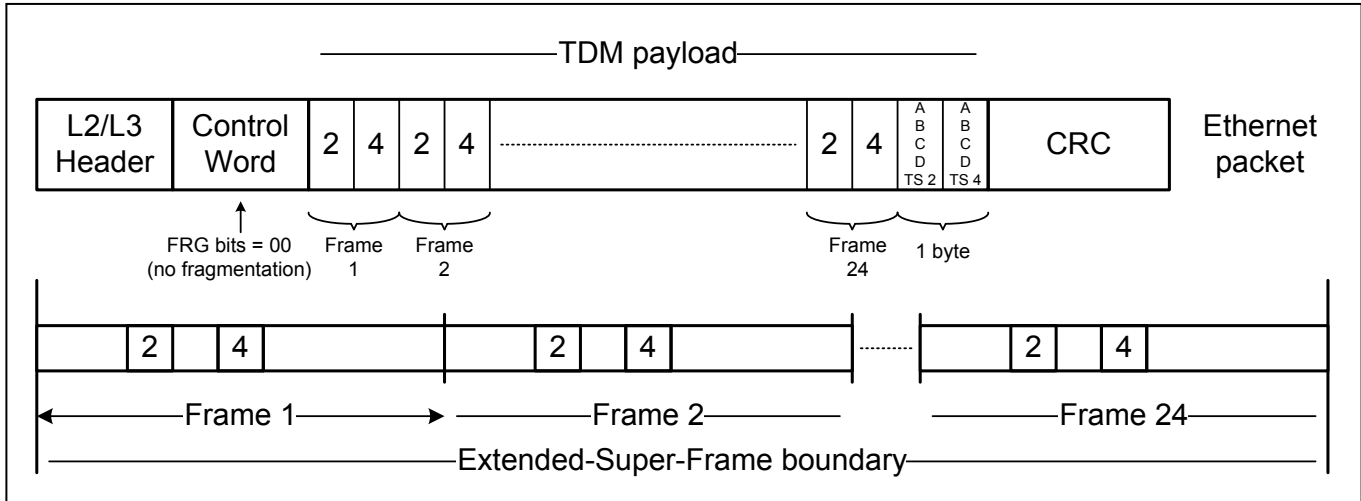 TDM payload
L2/L3 Header
Control Word
2 4 2 4
2 4
A B C D TS 2
A B C D TS 4
CRC
Ethernet packet
FRG bits = 00
(no fragmentation)
Frame 1
Frame 2
Frame 24
1 byte
2 4 2 4 2 4
Frame 1 Frame 2 Frame 24
Extended-Super-Frame boundary